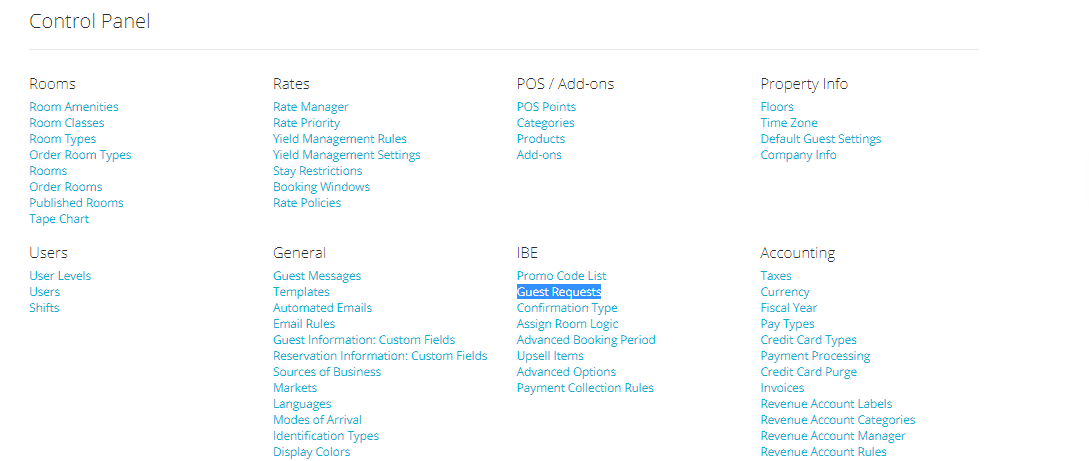 Control Panel
Rooms
Room Amenities
Room Classes
Room Types
Order Room Types
Rooms
Order Rooms
Published Rooms
Tape Chart
Rates
Rate Manager
Rate Priority
Yield Management Rules
Yield Management Settings
Stay Restrictions
Booking Windows
Rate Policies
POS / Add-ons
POS Points
Categories
Products
Add-ons
Property Info
Floors
Time Zone
Default Guest Settings
Company Info
Users
User Levels
Users
Shifts
General
Guest Messages
Templates
Automated Emails
Email Rules
Guest Information: Custom Fields
Reservation Information: Custom Fields
Sources of Business
Markets
Languages
Modes of Arrival
Identification Types
Display Colors
IBE
Promo Code List
Guest Requests
Confirmation Type
Assign Room Logic
Advanced Booking Period
Upsell Items
Advanced Options
Payment Collection Rules
Accounting
Taxes
Currency
Fiscal Year
Pay Types
Credit Card Types
Payment Processing
Credit Card Purge
Invoices
Revenue Account Labels
Revenue Account Categories
Revenue Account Manager
Revenue Account Rules